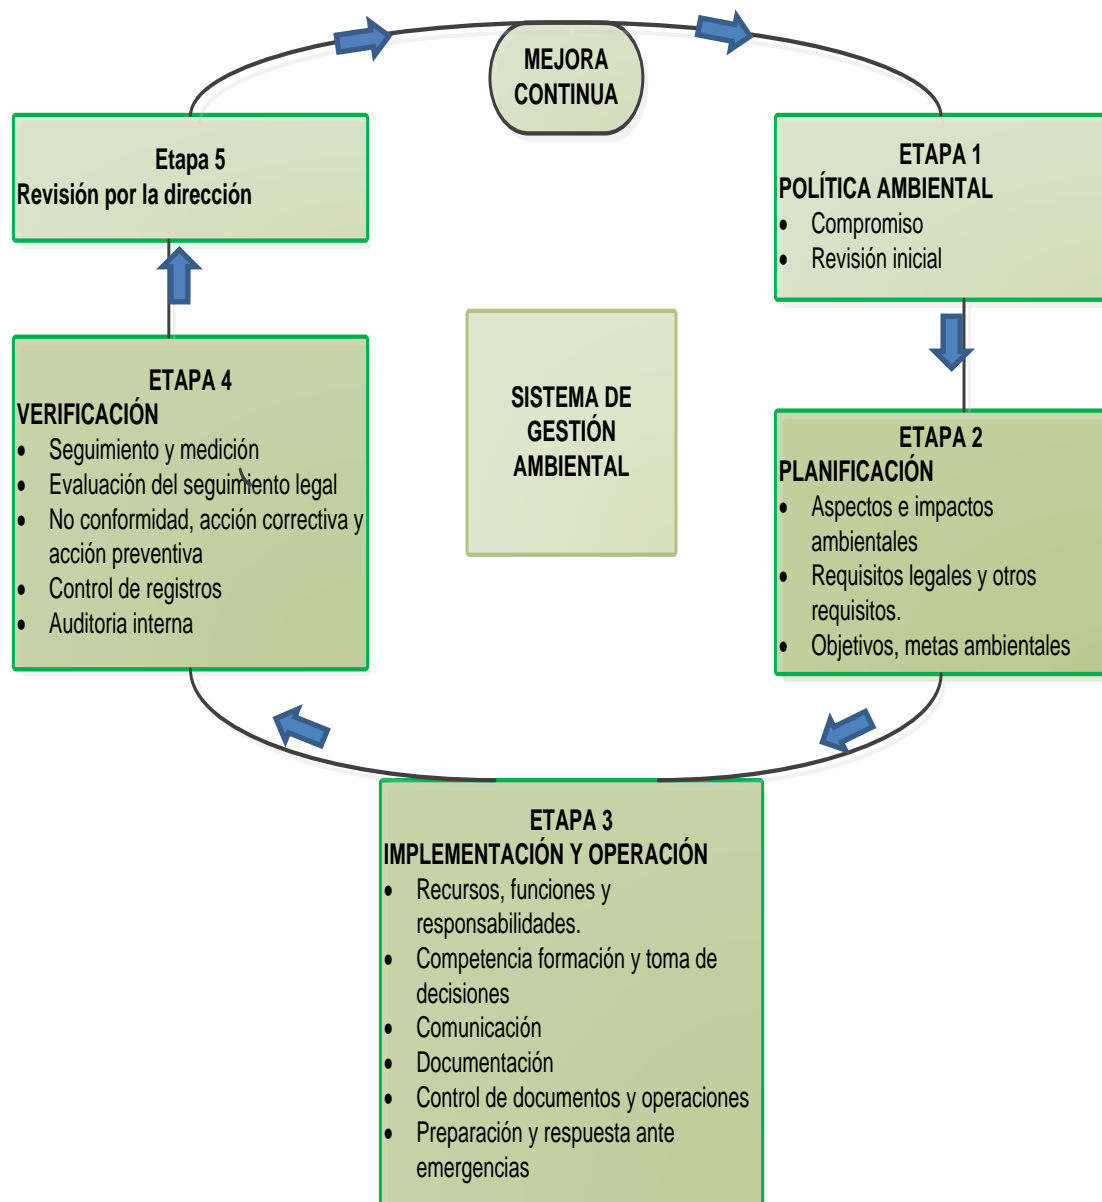 MEJORA
CONTINUA
Etapa 5
Revisión por la dirección
ETAPA 1
POLÍTICA AMBIENTAL
• Compromiso
• Revisión inicial
ETAPA 4
VERIFICACIÓN
• Seguimiento y medición
• Evaluación del seguimiento legal
• No conformidad, acción correctiva y
acción preventiva
• Control de registros
• Auditoria interna
SISTEMA DE
GESTIÓN
AMBIENTAL
ETAPA 2
PLANIFICACIÓN
• Aspectos e impactos
ambientales
• Requisitos legales y otros
requisitos.
• Objetivos, metas ambientales
ETAPA 3
IMPLEMENTACIÓN Y OPERACIÓN
• Recursos, funciones y
responsabilidades.
• Competencia formación y toma de
decisiones
• Comunicación
• Documentación
• Control de documentos y operaciones
• Preparación y respuesta ante
emergencias